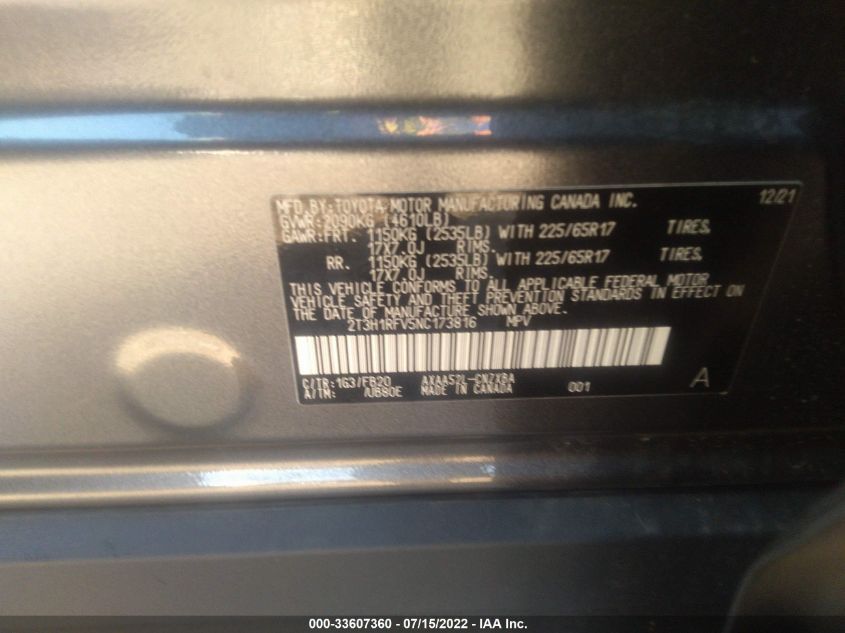 MFD. BY: TOYOTA MOTOR MANUFACTURING CANADA INC. 12/21
GVWR: 2090KG (4610LB)
GAWR: FRT. 1150KG (2535LB) WITH 225/65R17 TIRES,
17X7.0J RIMS,
RR. 1150KG (2535LB) WITH 225/65R17 TIRES,
17X7.0J RIMS,
THIS VEHICLE CONFORMS TO ALL APPLICABLE FEDERAL MOTOR
VEHICLE SAFETY AND THEFT PREVENTION STANDARDS IN EFFECT ON
THE DATE OF MANUFACTURE SHOWN ABOVE.
2T3H1RFV5NC173816 MPV
C/TR: 1G3/FB20 AXAA52L-CNZXBA 001 A
A/TM: /UB80E MADE IN CANADA
000-33607360 - 07/15/2022 - IAA Inc.